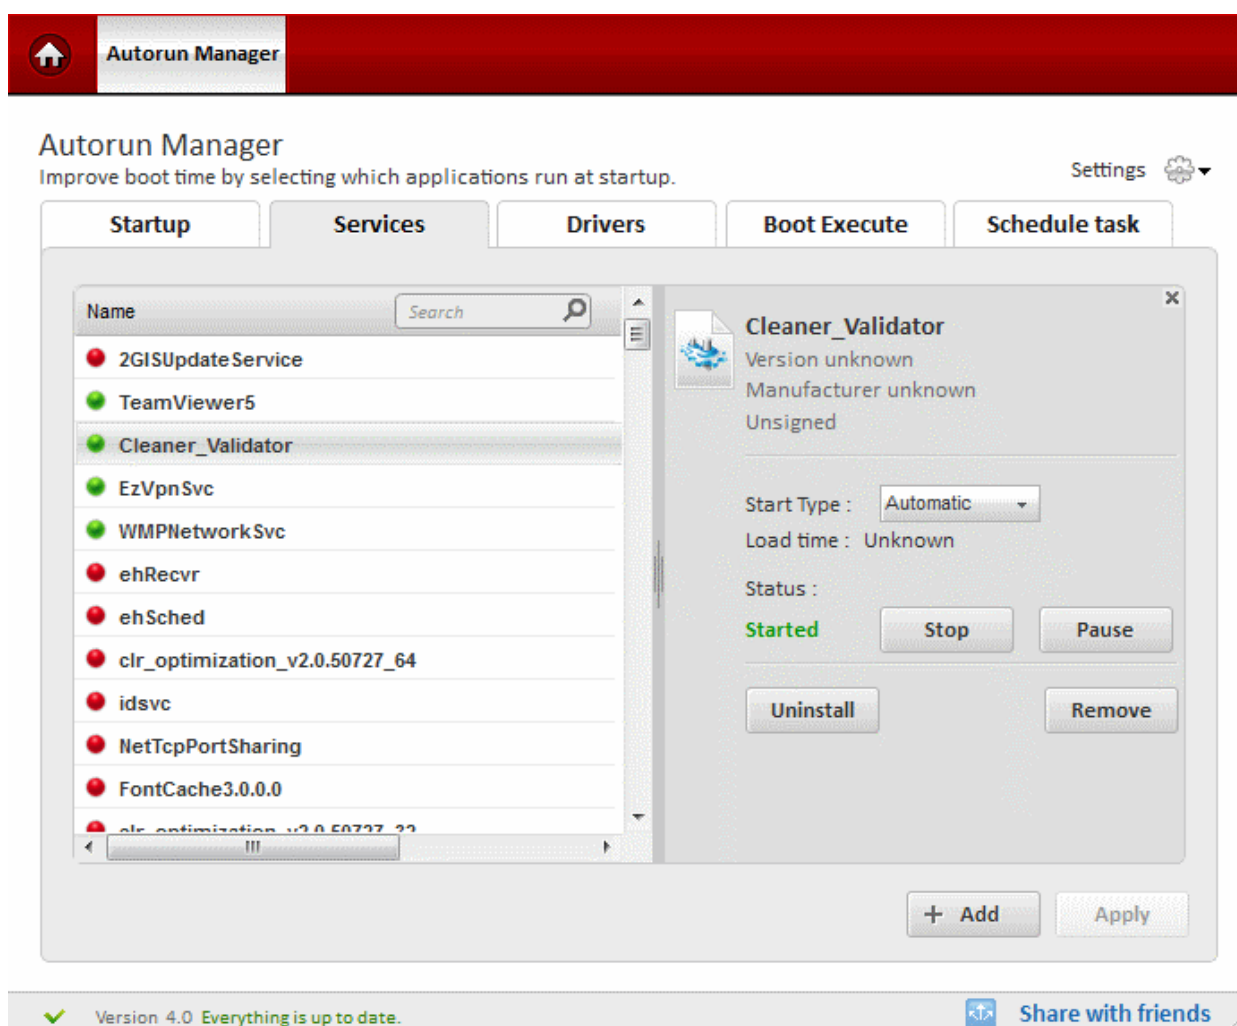 Autorun Manager
Autorun Manager
Improve boot time by selecting which applications run at startup.
Settings
Startup
Services
Drivers
Boot Execute
Schedule task
Name
Search
2GISUpdateService
TeamViewer5
Cleaner_Validator
EzVpnSvc
WMPNetworkSvc
ehRecvr
ehSched
clr_optimization_v2.0.50727_64
idsvc
NetTcpPortSharing
FontCache3.0.0.0
clr_optimization_v2.0.50727_32
Cleaner_Validator
Version unknown
Manufacturer unknown
Unsigned
Start Type : Automatic
Load time : Unknown
Status :
Started
Stop
Pause
Uninstall
Remove
+ Add
Apply
Version 4.0 Everything is up to date.
Share with friends